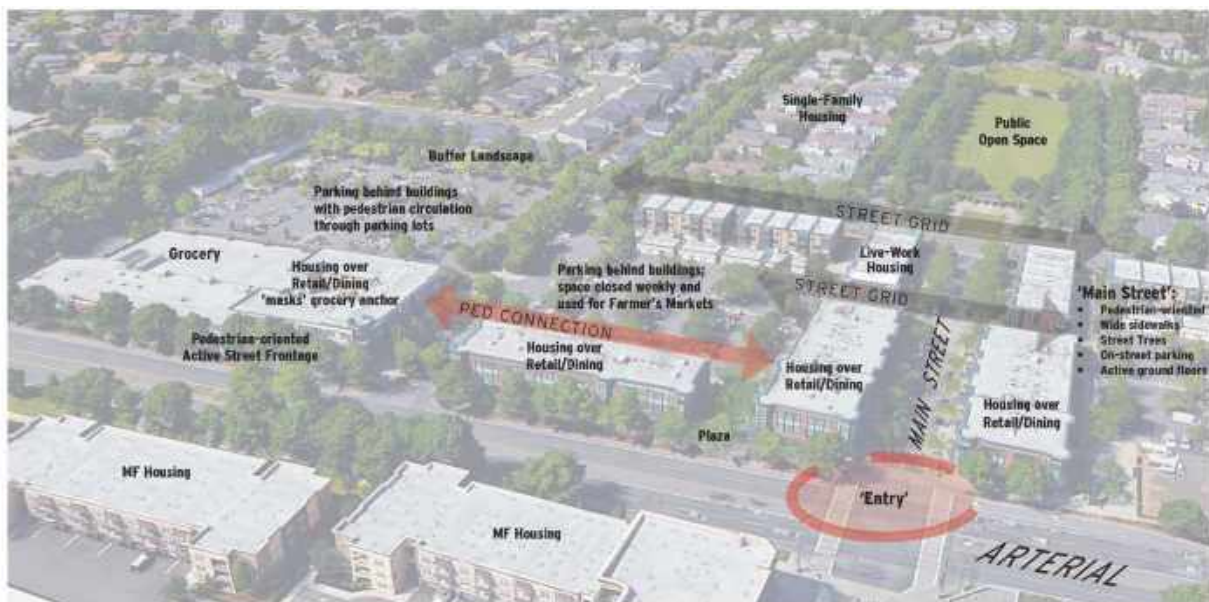 Single-Family
Housing
Public
Open Space
Buffer Landscape
Parking behind buildings
with pedestrian circulation
through parking lots
STREET GRID
Grocery
Live-Work
Housing
Housing over
Retail/Dining
'masks' grocery anchor
Parking behind buildings;
space closed weekly and
used for Farmer's Markets
STREET GRID
'Main Street':
• Pedestrian-oriented
• Wide sidewalks
• Street Trees
• On-street parking
• Active ground floors
PED CONNECTION
Pedestrian-oriented
Active Street Frontage
Housing over
Retail/Dining
Housing over
Retail/Dining
MAIN STREET
Housing over
Retail/Dining
Plaza
MF Housing
'Entry'
MF Housing
ARTERIAL